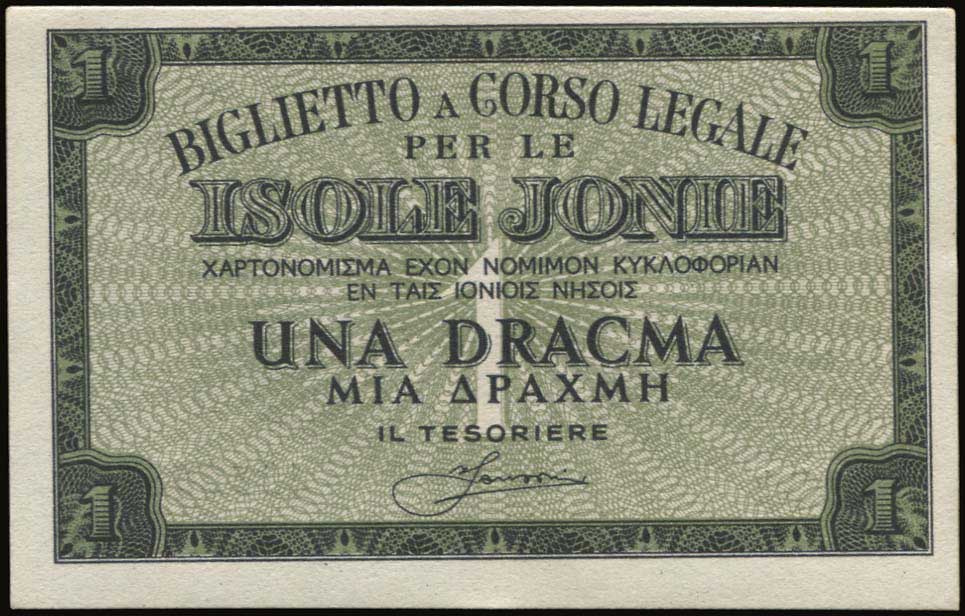 1 1
BIGLIETTO A CORSO LEGALE
PER LE
ISOLE JONIE
ΧΑΡΤΟΝΟΜΙΣΜΑ ΕΧΟΝ ΝΟΜΙΜΟΝ ΚΥΚΛΟΦΟΡΙΑΝ
ΕΝ ΤΑΙΣ ΙΟΝΙΟΙΣ ΝΗΣΟΙΣ
1
UNA DRACMA
ΜΙΑ ΔΡΑΧΜΗ
IL TESORIERE
1 1